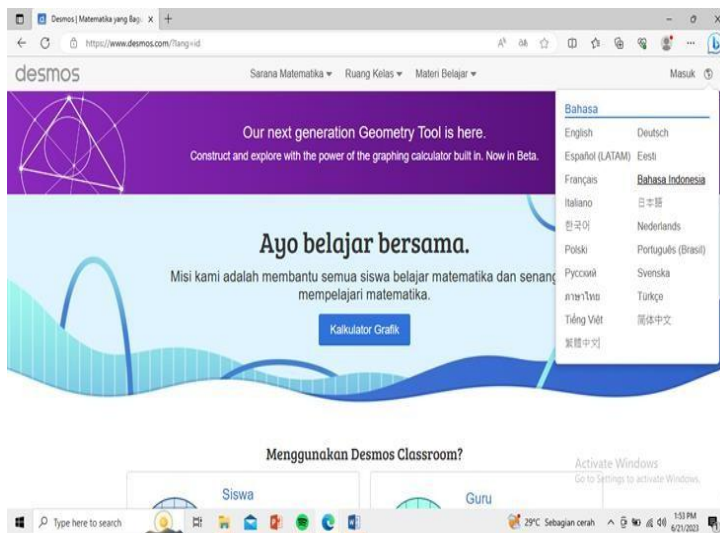 Desmos | Matematika yang Bag
https://www.desmos.com/?lang=id
desmos
Sarana Matematika
Ruang Kelas
Materi Belajar
Masuk
Our next generation Geometry Tool is here.
Construct and explore with the power of the graphing calculator built in. Now in Beta.
Bahasa
English Deutsch
Español (LATAM) Eesti
Français Bahasa Indonesia
Italiano 日本語
한국어 Nederlands
Polski Português (Brasil)
Русский Svenska
ภาษาไทย Türkçe
Tiếng Việt 简体中文
繁體中文
Ayo belajar bersama.
Misi kami adalah membantu semua siswa belajar matematika dan senang
mempelajari matematika.
Kalkulator Grafik
Menggunakan Desmos Classroom?
Siswa
Guru
Activate Windows
Go to Settings to activate Windows.
Type here to search
29°C Sebagian cerah
1:53 PM
6/21/2023